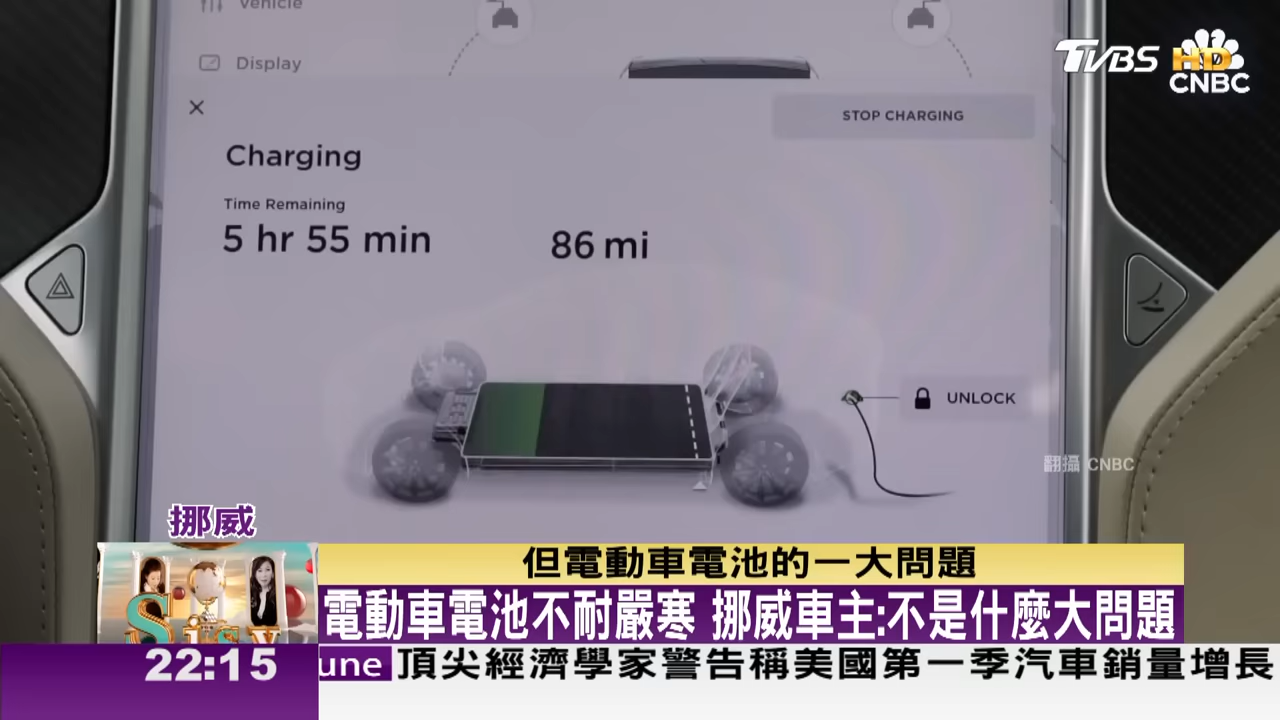 Vehicle
Display
TVBS HD
CNBC
STOP CHARGING
Charging
Time Remaining
5 hr 55 min
86 mi
UNLOCK
翻攝 CNBC
挪威
但電動車電池的一大問題
Sisy
電動車電池不耐嚴寒 挪威車主:不是什麼大問題
22:15
une 頂尖經濟學家警告稱美國第一季汽車銷量增長